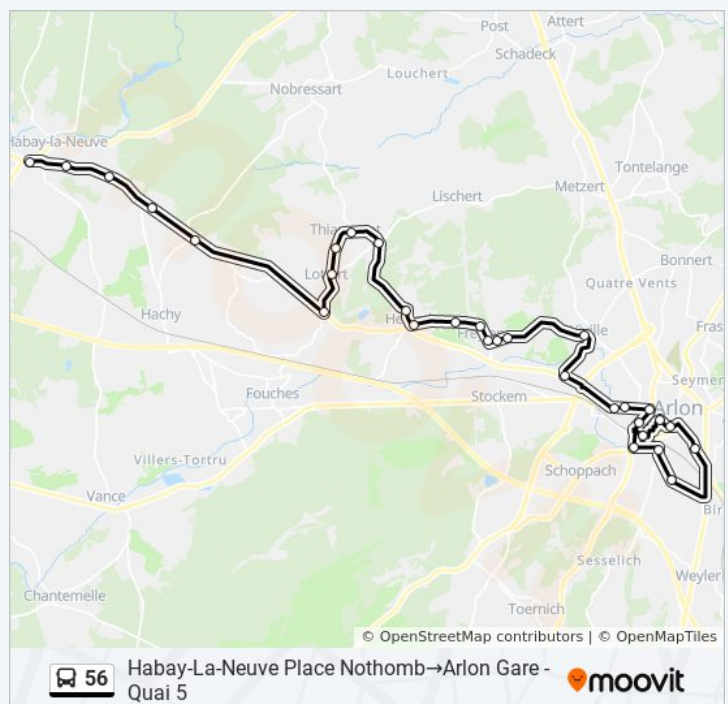 Post
Attert
Schadeck
Louchert
Nobressart
Habay-la-Neuve
Tontelange
Metzert
Lischert
Bonnert
Quatre Vents
Hachy
Fouches
Stockem
Seymer
Arlon
Villers-Tortru
Schoppach
Vance
Bir
Sesselich
Weyler
Chantemelle
Toernich
© OpenStreetMap contributors | © OpenMapTiles
56 Habay-La-Neuve Place Nothomb→Arlon Gare -
Quai 5
moovit